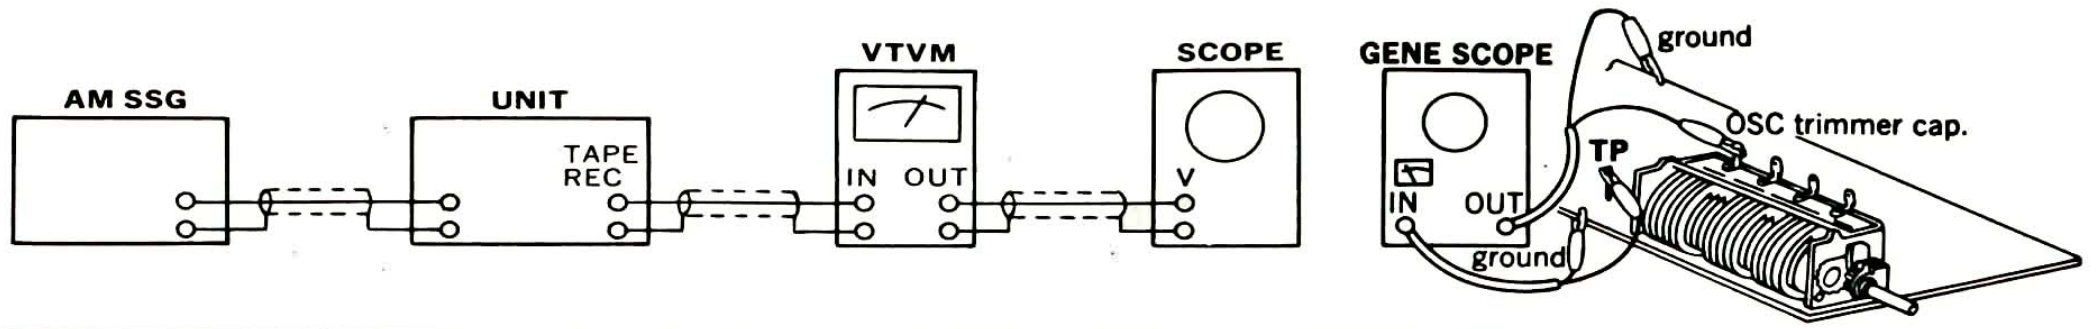 AM SSG
UNIT
TAPE
REC
VTVM
IN OUT
SCOPE
V
GENE SCOPE
IN OUT
ground
OSC trimmer cap.
TP
ground